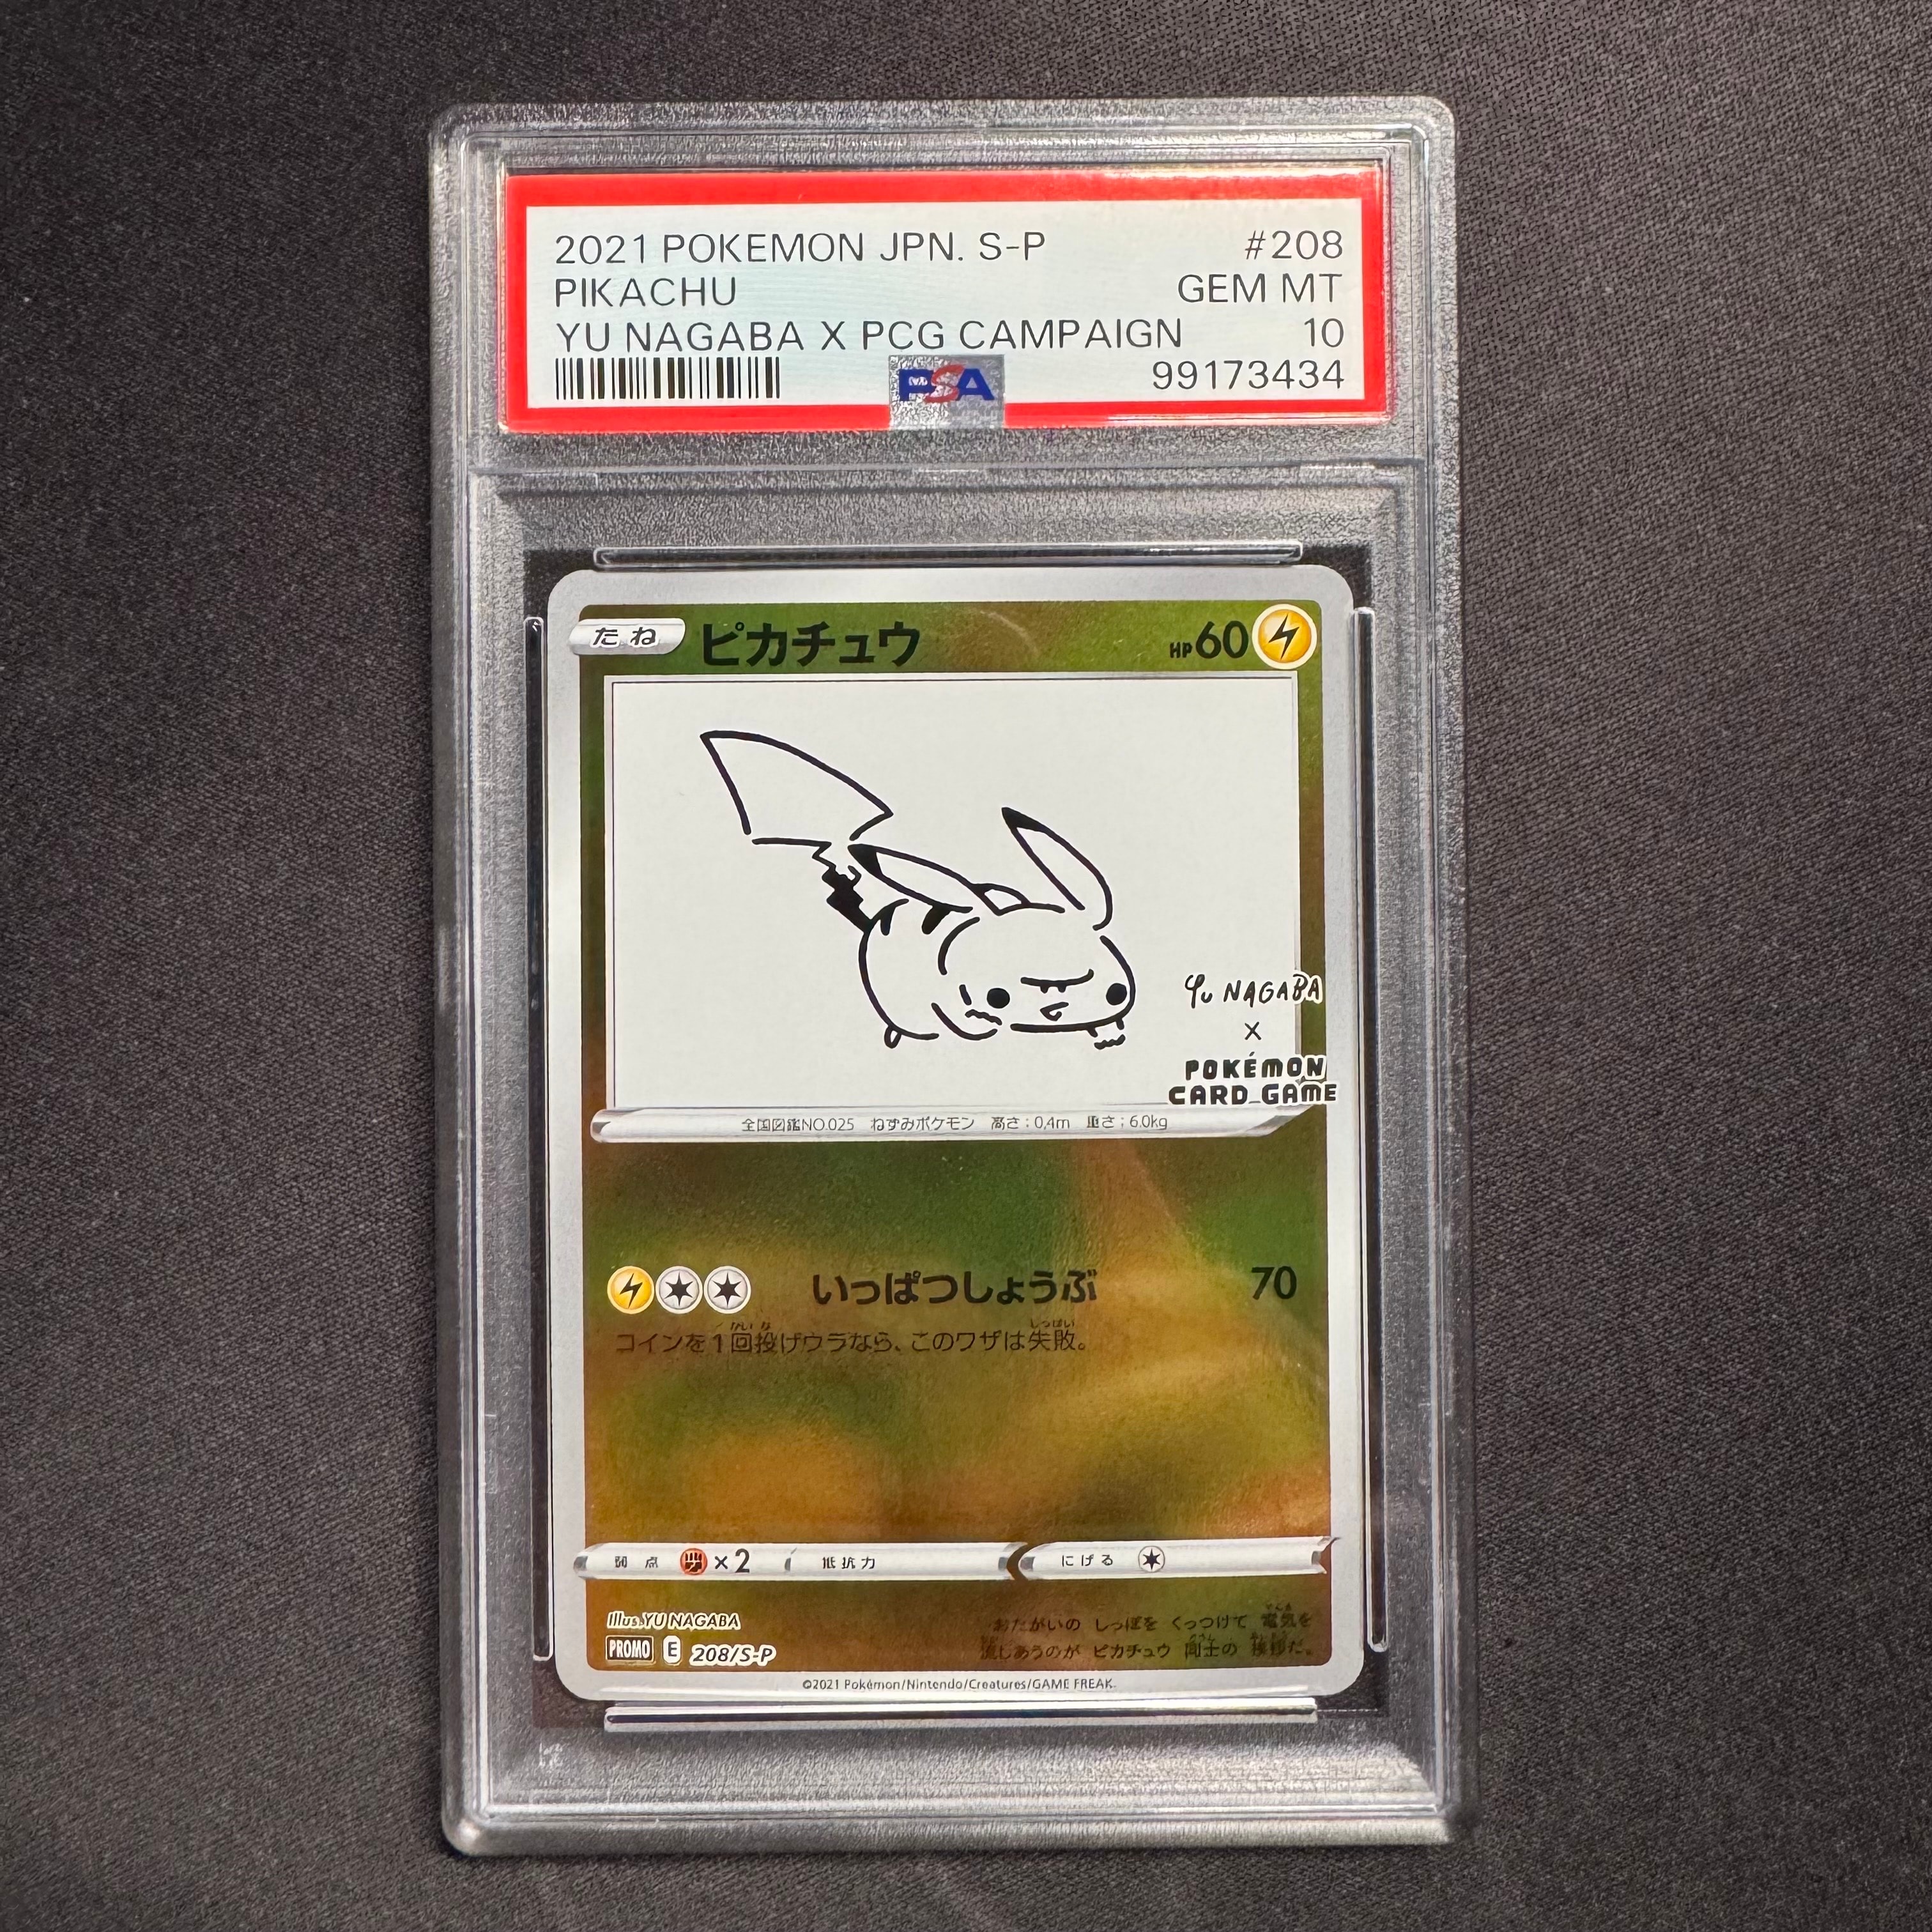 2021 POKEMON JPN. S-P #208
PIKACHU GEM MT
YU NAGABA X PCG CAMPAIGN 10
PSA 99173434
たね ピカチュウ HP60
YU NAGABA
×
POKÉMON
CARD GAME
全国図鑑NO.025 ねずみポケモン 高さ:0.4m 重さ:6.0kg
いっぱつしょうぶ 70
コインを1回投げウラなら、このワザは失敗。
弱点 ×2 抵抗力 にげる
Illus. YU NAGABA
おたがいの しっぽを くっつけて 電気を
PROMO E 208/S-P
流しあうのが ピカチュウ 同士の 挨拶だ。
©2021 Pokémon/Nintendo/Creatures/GAME FREAK.